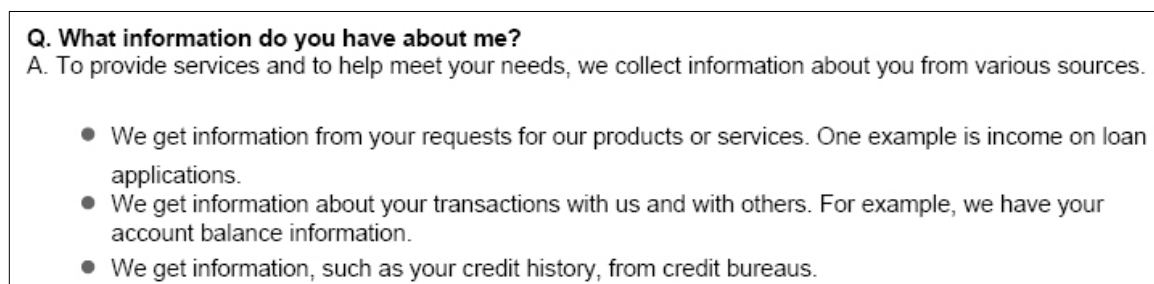 Q. What information do you have about me?
A. To provide services and to help meet your needs, we collect information about you from various sources.
● We get information from your requests for our products or services. One example is income on loan
applications.
● We get information about your transactions with us and with others. For example, we have your
account balance information.
● We get information, such as your credit history, from credit bureaus.